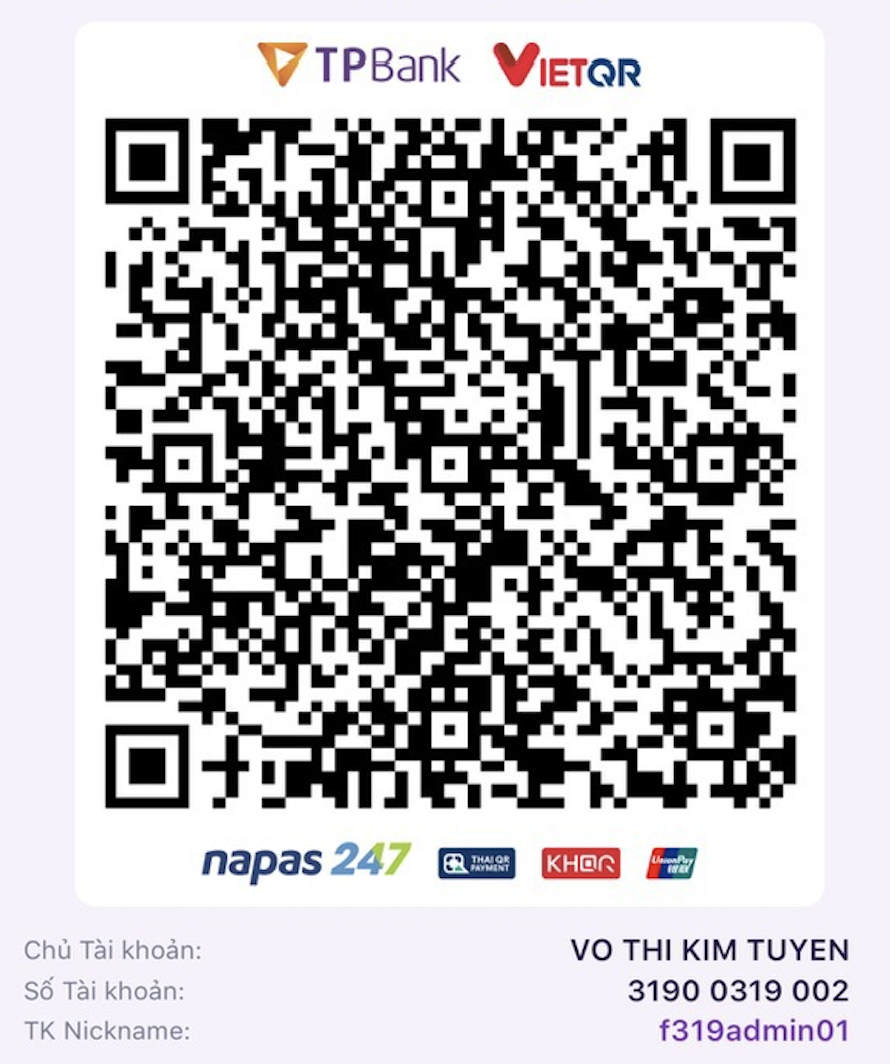 TPBank VIETQR
napas 247 THAI QR PAYMENT KHQR UnionPay 银联
Chủ Tài khoản: VO THI KIM TUYEN
Số Tài khoản: 3190 0319 002
TK Nickname: f319admin01